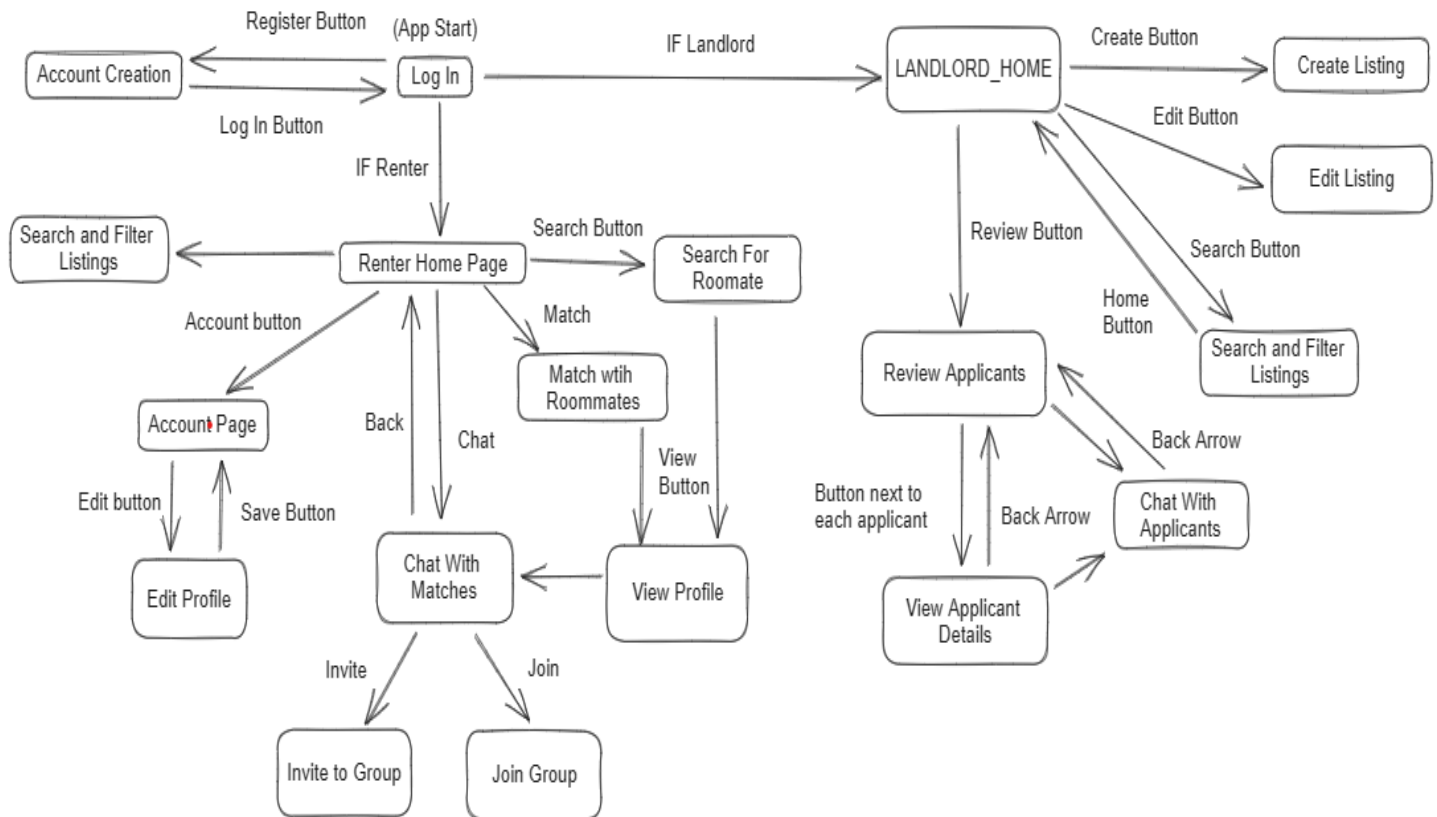 Register Button
(App Start)
IF Landlord
Create Button
Account Creation
Log In
LANDLORD_HOME
Create Listing
Log In Button
Edit Button
IF Renter
Edit Listing
Search and Filter
Listings
Renter Home Page
Search Button
Search For
Roomate
Review Button
Search Button
Account button
Match
Home
Button
Match wtih
Roommates
Review Applicants
Search and Filter
Listings
Account Page
Back
Chat
View
Button
Back Arrow
Edit button
Save Button
Button next to
each applicant
Back Arrow
Chat With
Applicants
Edit Profile
Chat With
Matches
View Profile
View Applicant
Details
Invite
Join
Invite to Group
Join Group